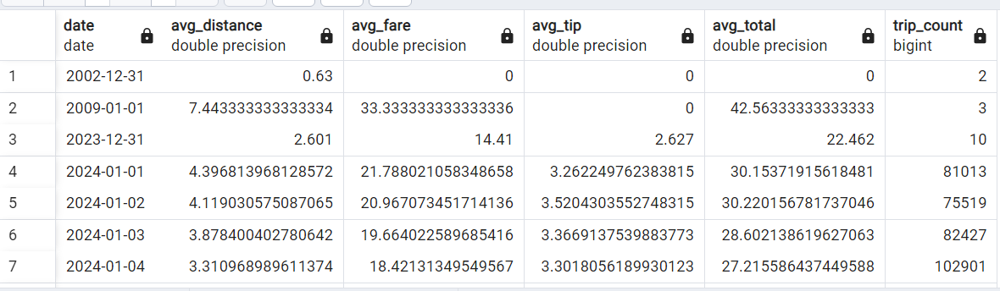 date avg_distance avg_fare avg_tip avg_total trip_count
date double precision double precision double precision double precision bigint
1 2002-12-31 0.63 0 0 0 2
2 2009-01-01 7.443333333333334 33.333333333333336 0 42.56333333333333 3
3 2023-12-31 2.601 14.41 2.627 22.462 10
4 2024-01-01 4.396813968128572 21.788021058348658 3.262249762383815 30.15371915618481 81013
5 2024-01-02 4.119030575087065 20.967073451714136 3.5204303552748315 30.220156781737046 75519
6 2024-01-03 3.878400402780642 19.664022589685416 3.3669137539883773 28.602138619627063 82427
7 2024-01-04 3.310968989611374 18.42131349549567 3.3018056189930123 27.215586437449588 102901